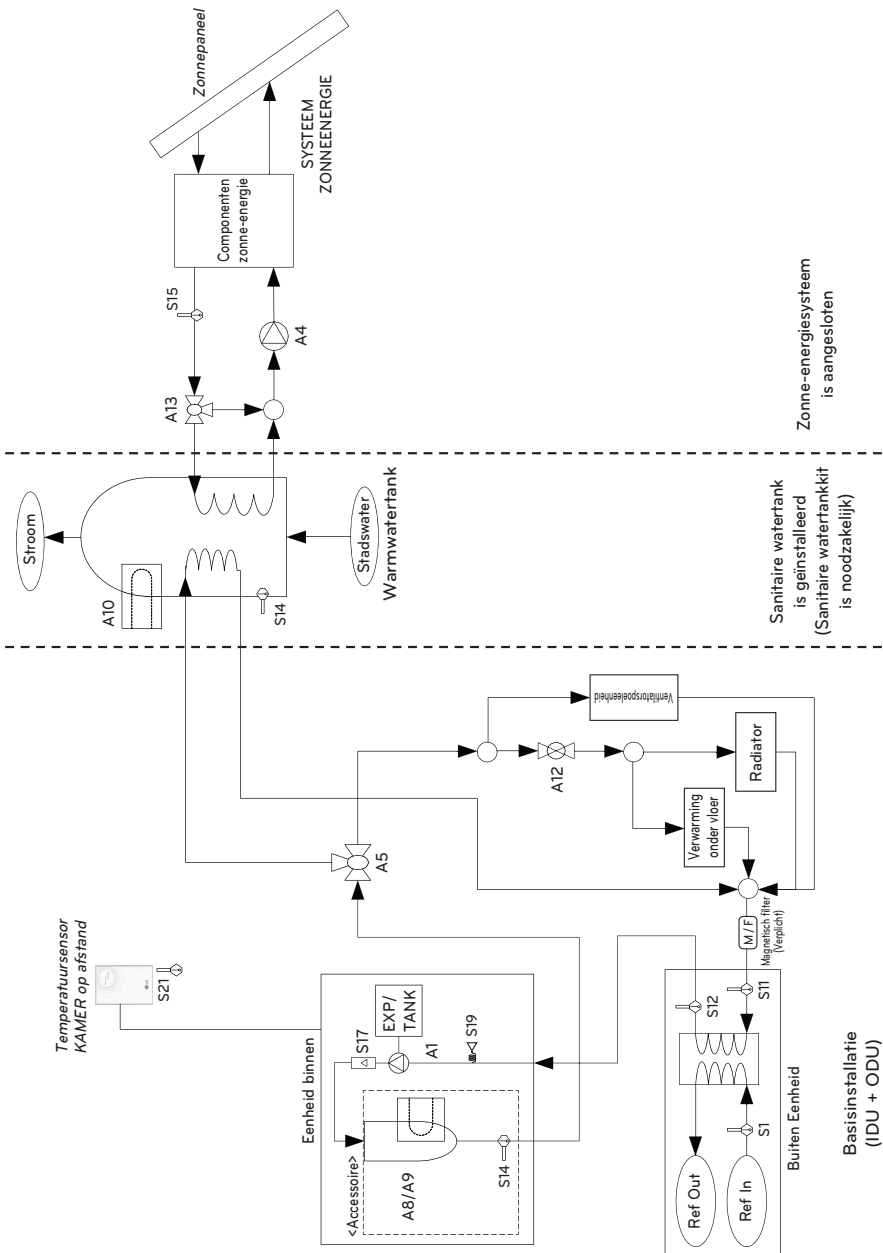 Temperatuursensor
KAMER op afstand
S21
Eenheid binnen
<Accessoire>
A8/A9
S14
S17
EXP/
TANK
A1
S19
Ref Out
Ref In
S1
S12
S11
Buiten Eenheid
M/F
Magnetisch filter
(Verplicht)
A5
A12
Verwarming
onder vloer
Radiator
Ventilatorspoeleenheid
Basisinstallatie
(IDU + ODU)
Stroom
A10
S14
Stadswater
Warmwatertank
Sanitaire watertank
is geïnstalleerd
(Sanitaire watertankkit
is noodzakelijk)
Zonnepaneel
Componenten
zonne-energie
SYSTEEM
ZONNEENERGIE
S15
A13
A4
Zonne-energiesysteem
is aangesloten